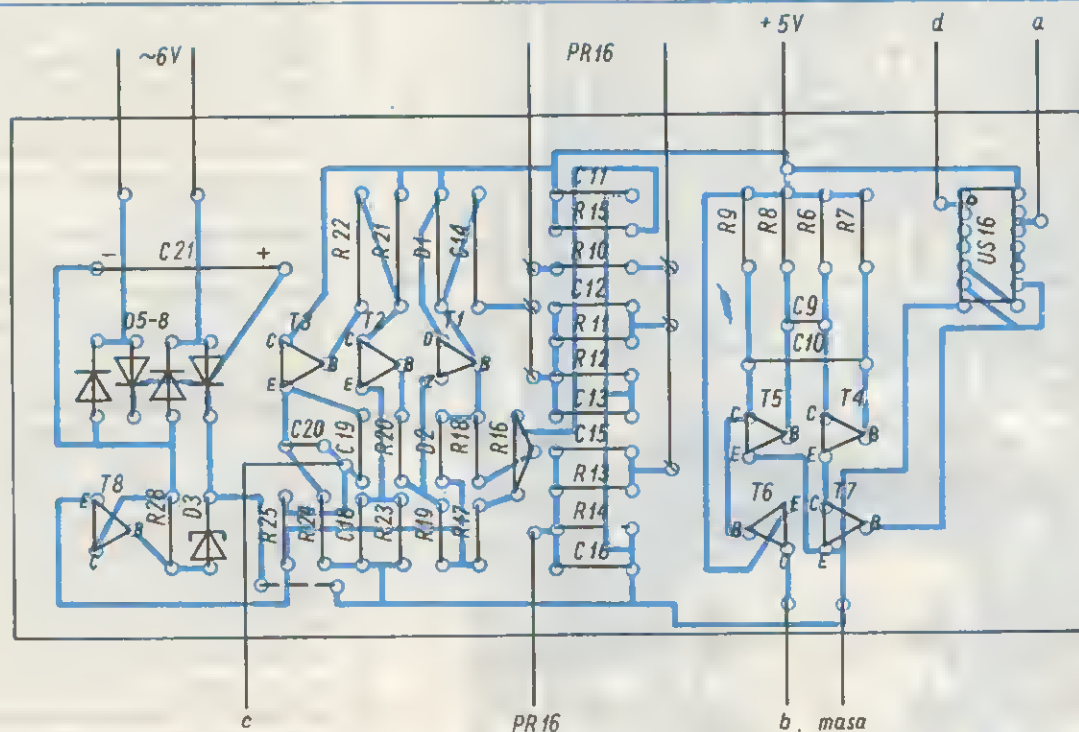 ~6V
PR16
+5V
d
a
C11
R15
R10
C12
R11
R12
C13
C15
R13
R14
C16
R22
R21
D1
C14
R9
R8
R6
R7
US16
- C21 +
D5-8
T3
T2
T1
C
B
E
C
B
E
D
B
Z
C9
C10
T5
T4
C
B
E
C
B
E
C20
C19
R20
D2
R18
R16
T8
E
B
C
R28
D3
R25
R24
C18
R23
R19
R17
T6
T7
E
B
C
C
B
E
c
PR16
b
masa